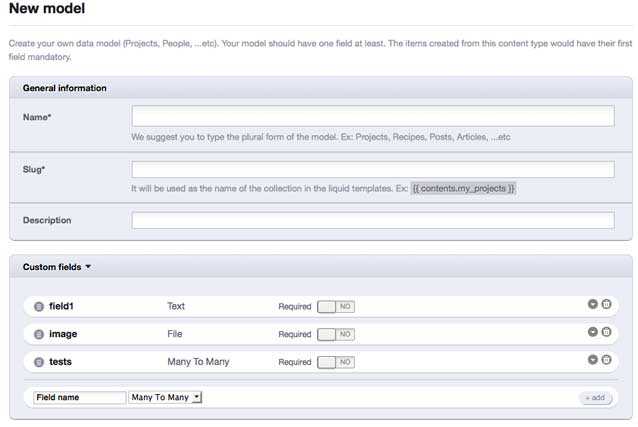 New model
Create your own data model (Projects, People, ...etc). Your model should have one field at least. The items created from this content type would have their first
field mandatory.
General information
Name*
We suggest you to type the plural form of the model. Ex: Projects, Recipes, Posts, Articles, ...etc
Slug*
It will be used as the name of the collection in the liquid templates. Ex: {{ contents.my_projects }}
Description
Custom fields
field1 Text Required NO
image File Required NO
tests Many To Many Required NO
Field name Many To Many + add